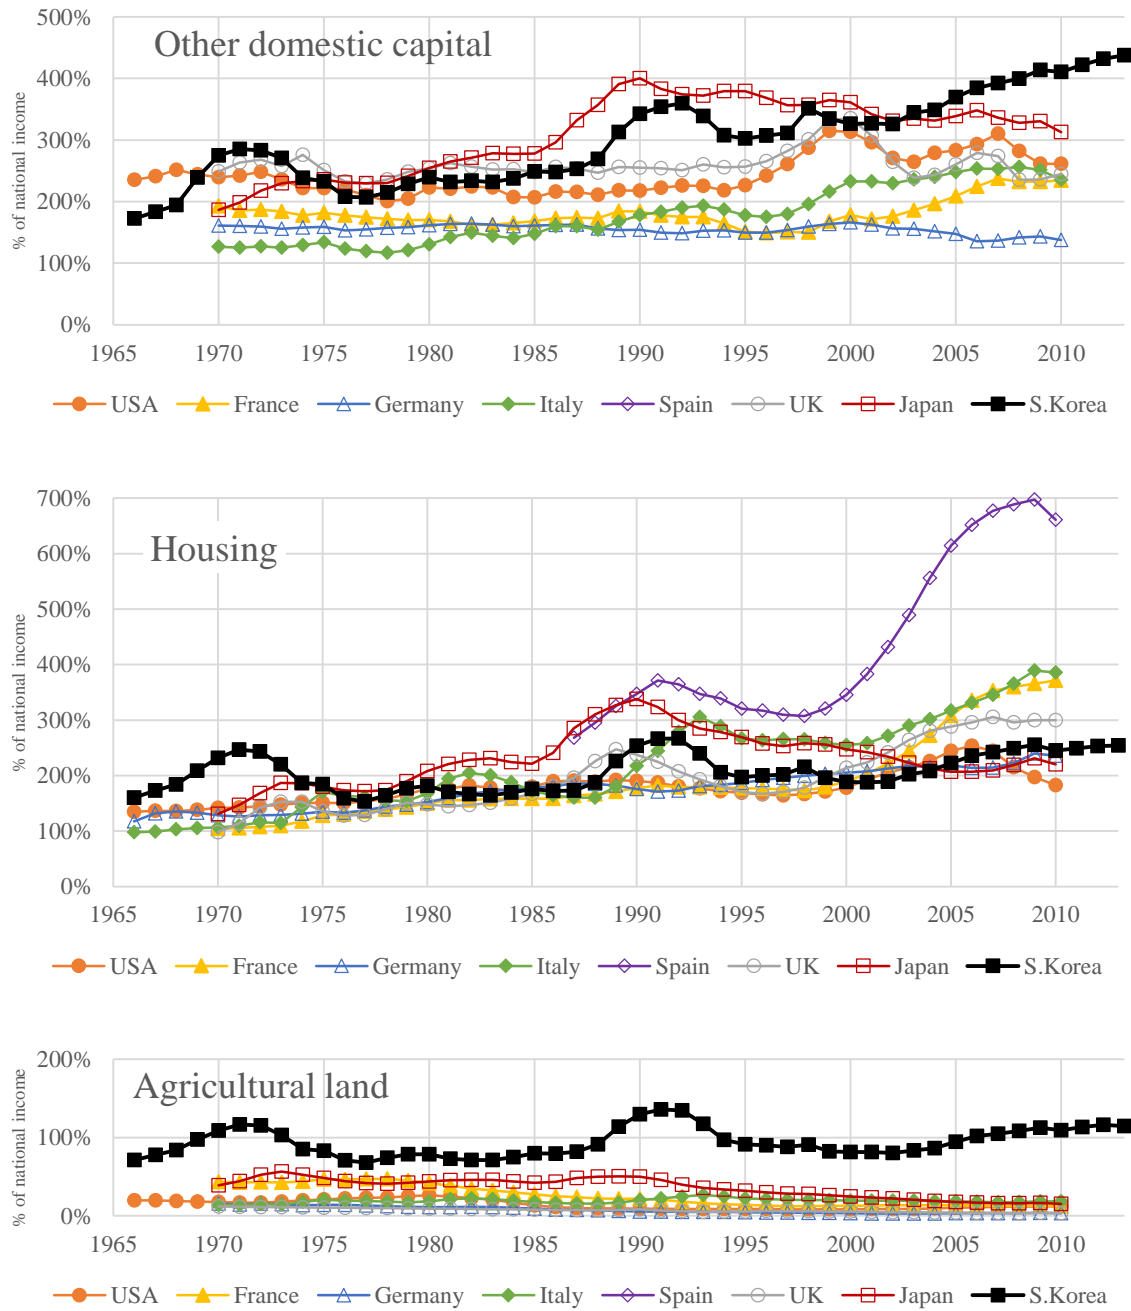 500%
Other domestic capital
400%
300%
200%
100%
0%
% of national income
1965 1970 1975 1980 1985 1990 1995 2000 2005 2010
USA France Germany Italy Spain UK Japan S.Korea
700%
Housing
600%
500%
400%
300%
200%
100%
0%
% of national income
1965 1970 1975 1980 1985 1990 1995 2000 2005 2010
USA France Germany Italy Spain UK Japan S.Korea
200%
Agricultural land
100%
0%
% of national income
1965 1970 1975 1980 1985 1990 1995 2000 2005 2010
USA France Germany Italy Spain UK Japan S.Korea